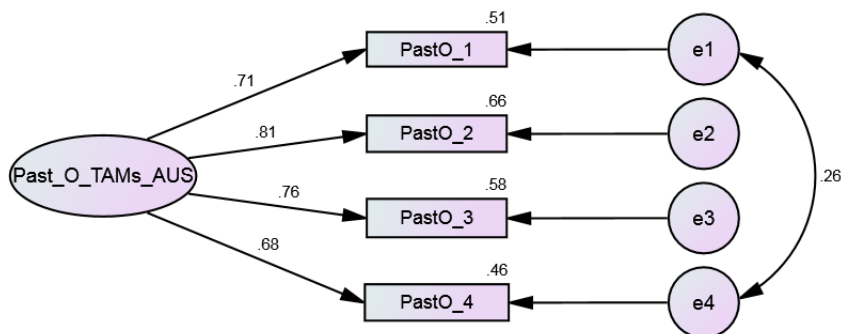 .51
PastO_1
e1
.71
.66
.81
PastO_2
e2
Past_O_TAMs_AUS
.26
.58
.76
PastO_3
e3
.68
.46
PastO_4
e4